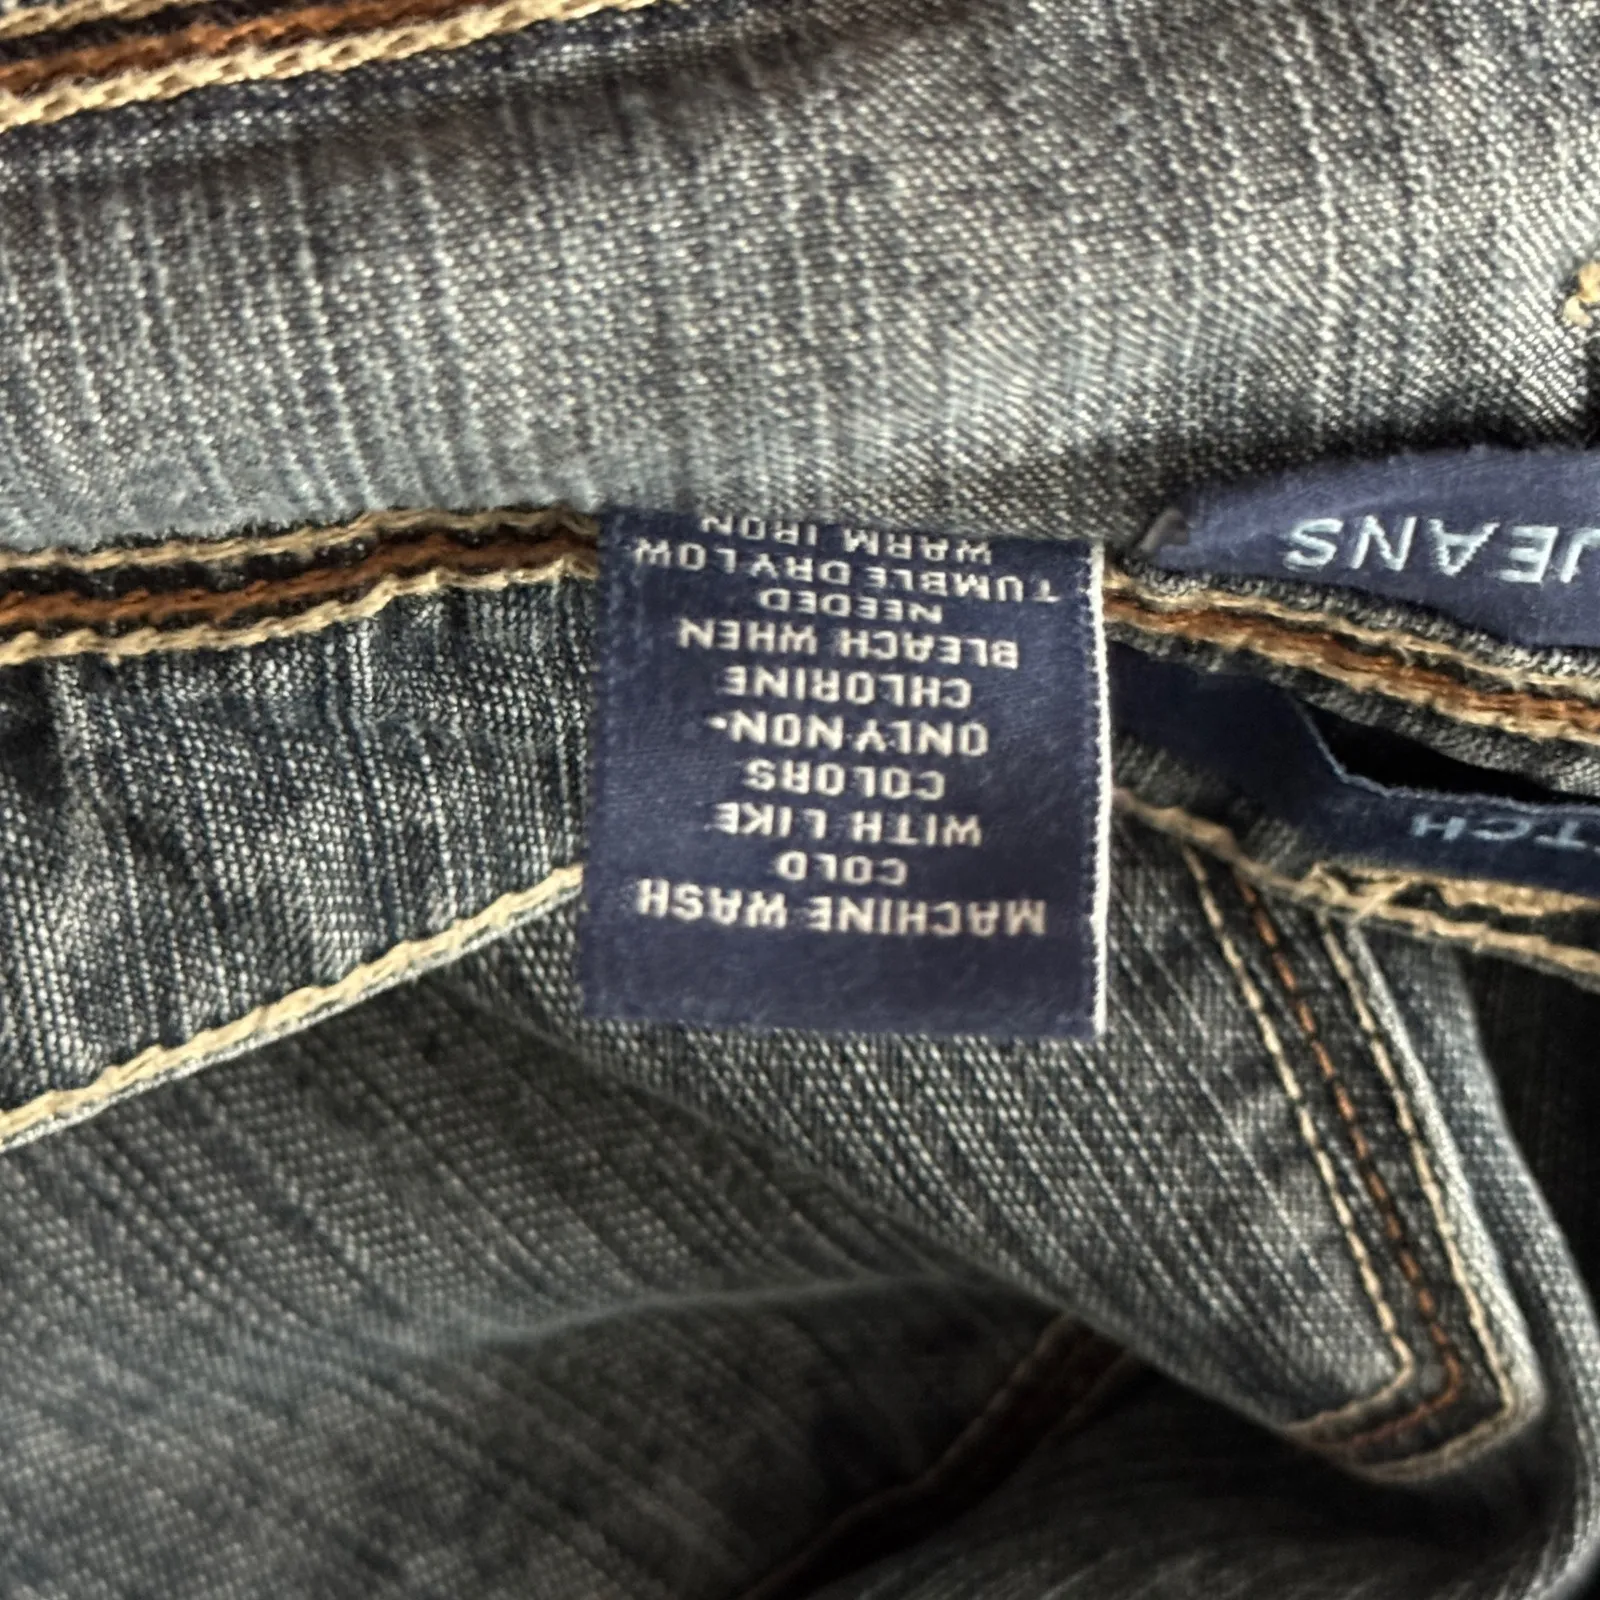 MACHINE WASH
COLD
WITH LIKE
COLORS
ONLY NON-
CHLORINE
BLEACH WHEN
NEEDED
TUMBLE DRY LOW
WARM IRON
JEANS
TCH